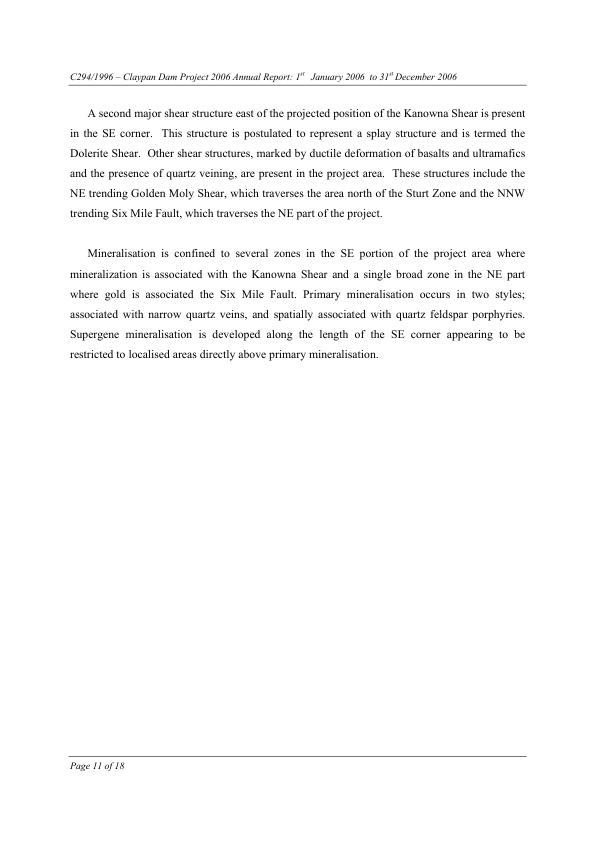 C294/1996 – Claypan Dam Project 2006 Annual Report: 1st January 2006 to 31st December 2006
A second major shear structure east of the projected position of the Kanowna Shear is present
in the SE corner. This structure is postulated to represent a splay structure and is termed the
Dolerite Shear. Other shear structures, marked by ductile deformation of basalts and ultramafics
and the presence of quartz veining, are present in the project area. These structures include the
NE trending Golden Moly Shear, which traverses the area north of the Sturt Zone and the NNW
trending Six Mile Fault, which traverses the NE part of the project.
Mineralisation is confined to several zones in the SE portion of the project area where
mineralization is associated with the Kanowna Shear and a single broad zone in the NE part
where gold is associated the Six Mile Fault. Primary mineralisation occurs in two styles;
associated with narrow quartz veins, and spatially associated with quartz feldspar porphyries.
Supergene mineralisation is developed along the length of the SE corner appearing to be
restricted to localised areas directly above primary mineralisation.
Page 11 of 18